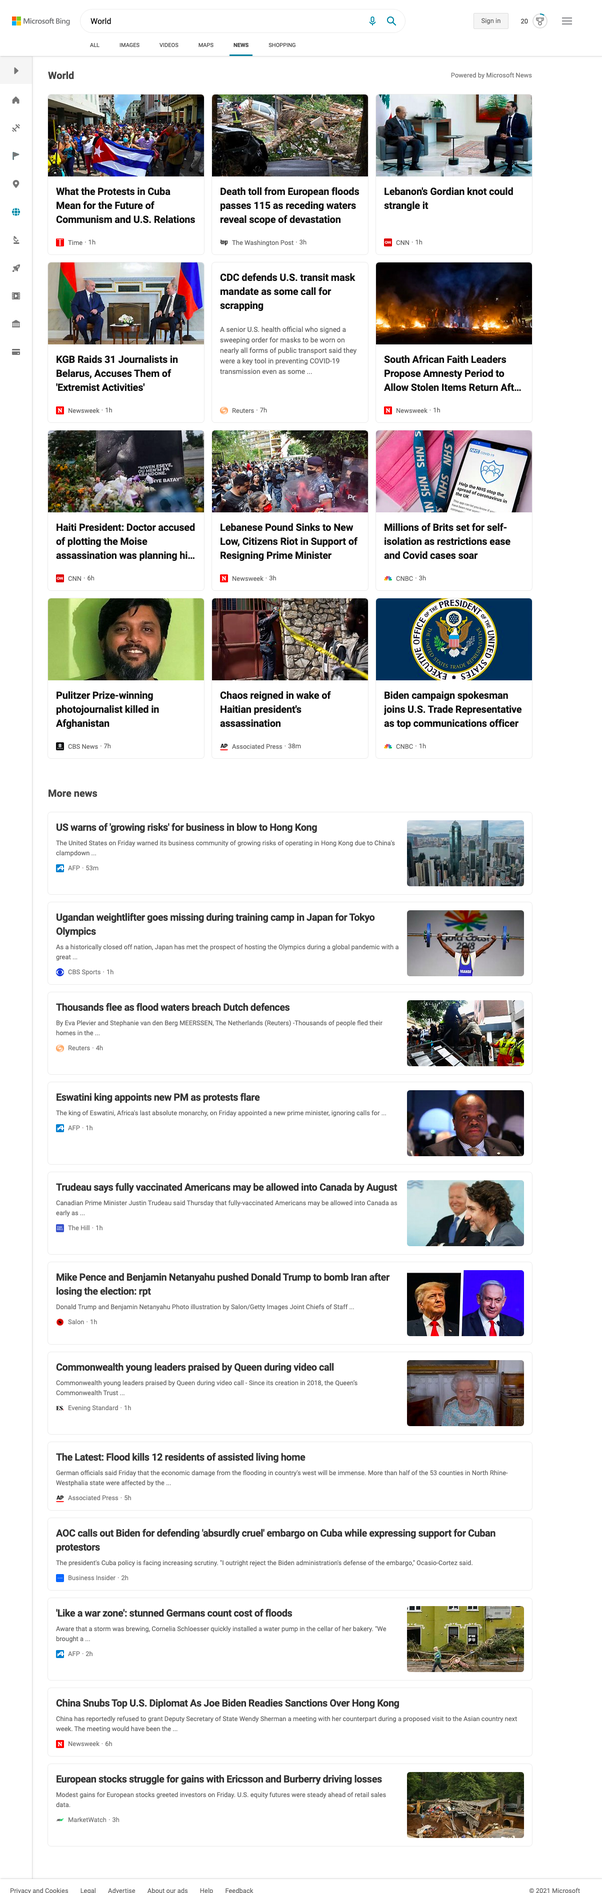 Microsoft Bing
World
Sign in
20
ALL IMAGES VIDEOS MAPS NEWS SHOPPING
World
Powered by Microsoft News
What the Protests in Cuba
Mean for the Future of
Communism and U.S. Relations
Time · 1h
Death toll from European floods
passes 115 as receding waters
reveal scope of devastation
wp The Washington Post · 3h
Lebanon's Gordian knot could
strangle it
CNN · 1h
KGB Raids 31 Journalists in
Belarus, Accuses Them of
'Extremist Activities'
N Newsweek · 1h
CDC defends U.S. transit mask
mandate as some call for
scrapping
A senior U.S. health official who signed a
sweeping order for masks to be worn on
nearly all forms of public transport said they
were a key tool in preventing COVID-19
transmission even as some ...
Reuters · 7h
South African Faith Leaders
Propose Amnesty Period to
Allow Stolen Items Return Aft...
N Newsweek · 1h
Haiti President: Doctor accused
of plotting the Moise
assassination was planning hi...
CNN · 6h
Lebanese Pound Sinks to New
Low, Citizens Riot in Support of
Resigning Prime Minister
N Newsweek · 3h
NHS
NHS
Help the NHS stop the
spread of coronavirus in
the UK
Millions of Brits set for self-
isolation as restrictions ease
and Covid cases soar
CNBC · 3h
Pulitzer Prize-winning
photojournalist killed in
Afghanistan
CBS News · 7h
Chaos reigned in wake of
Haitian president's
assassination
AP Associated Press · 38m
EXECUTIVE OFFICE OF THE PRESIDENT OF THE UNITED STATES
Biden campaign spokesman
joins U.S. Trade Representative
as top communications officer
CNBC · 1h
More news
US warns of 'growing risks' for business in blow to Hong Kong
The United States on Friday warned its business community of growing risks of operating in Hong Kong due to China's
clampdown ...
AFP · 53m
Ugandan weightlifter goes missing during training camp in Japan for Tokyo
Olympics
As a historically closed off nation, Japan has met the prospect of hosting the Olympics during a global pandemic with a
great ...
CBS Sports · 1h
Thousands flee as flood waters breach Dutch defences
By Eva Plevier and Stephanie van den Berg MEERSSEN, The Netherlands (Reuters) -Thousands of people fled their
homes in the ...
Reuters · 4h
Eswatini king appoints new PM as protests flare
The king of Eswatini, Africa's last absolute monarchy, on Friday appointed a new prime minister, ignoring calls for ...
AFP · 1h
Trudeau says fully vaccinated Americans may be allowed into Canada by August
Canadian Prime Minister Justin Trudeau said Thursday that fully-vaccinated Americans may be allowed into Canada as
early as ...
The Hill · 1h
Mike Pence and Benjamin Netanyahu pushed Donald Trump to bomb Iran after
losing the election: rpt
Donald Trump and Benjamin Netanyahu Photo illustration by Salon/Getty Images Joint Chiefs of Staff ...
Salon · 1h
Commonwealth young leaders praised by Queen during video call
Commonwealth young leaders praised by Queen during video call - Since its creation in 2018, the Queen's
Commonwealth Trust ...
ES. Evening Standard · 1h
The Latest: Flood kills 12 residents of assisted living home
German officials said Friday that the economic damage from the flooding in country's west will be immense. More than half of the 53 counties in North Rhine-
Westphalia state were affected by the ...
AP Associated Press · 5h
AOC calls out Biden for defending 'absurdly cruel' embargo on Cuba while expressing support for Cuban
protestors
The president's Cuba policy is facing increasing scrutiny. "I outright reject the Biden administration's defense of the embargo," Ocasio-Cortez said.
Business Insider · 2h
'Like a war zone': stunned Germans count cost of floods
Aware that a storm was brewing, Cornelia Schloesser quickly installed a water pump in the cellar of her bakery. "We
brought a ...
AFP · 2h
China Snubs Top U.S. Diplomat As Joe Biden Readies Sanctions Over Hong Kong
China has reportedly refused to grant Deputy Secretary of State Wendy Sherman a meeting with her counterpart during a proposed visit to the Asian country next
week. The meeting would have been the ...
N Newsweek · 6h
European stocks struggle for gains with Ericsson and Burberry driving losses
Modest gains for European stocks greeted investors on Friday. U.S. equity futures were steady ahead of retail sales
data.
MarketWatch · 3h
Privacy and Cookies Legal Advertise About our ads Help Feedback
© 2021 Microsoft